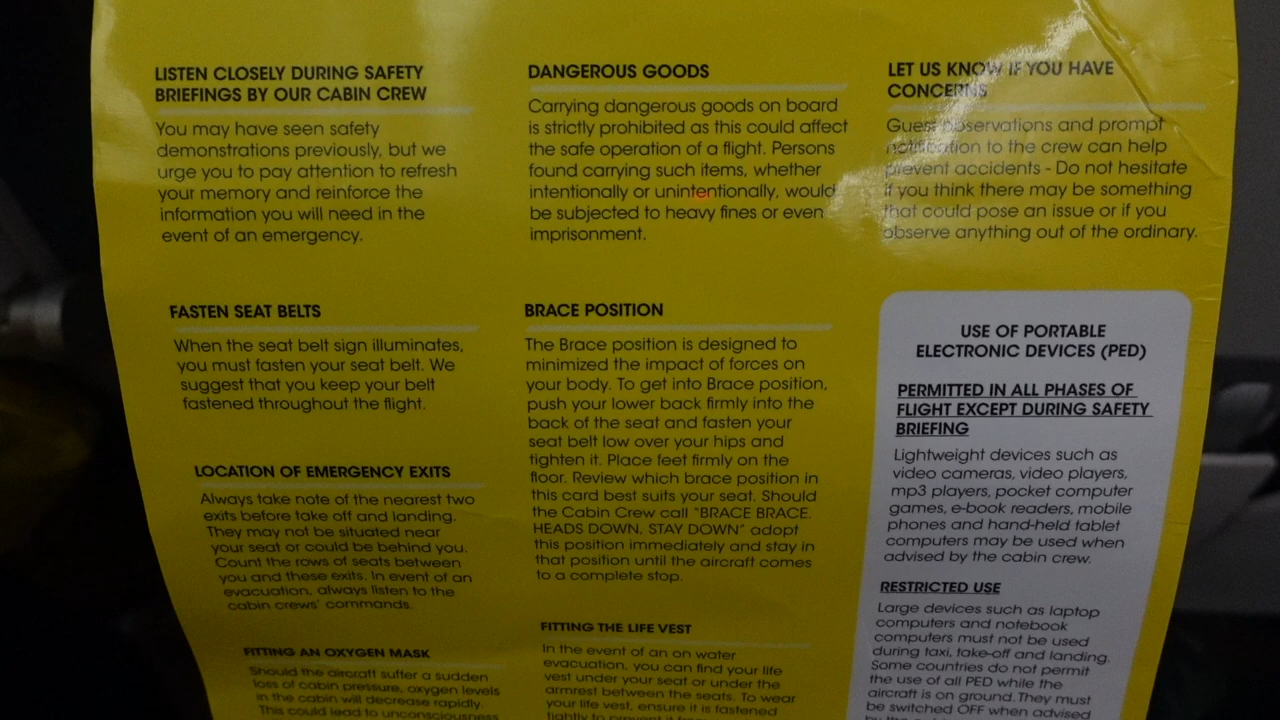 LISTEN CLOSELY DURING SAFETY
BRIEFINGS BY OUR CABIN CREW
You may have seen safety
demonstrations previously, but we
urge you to pay attention to refresh
your memory and reinforce the
information you will need in the
event of an emergency.
FASTEN SEAT BELTS
When the seat belt sign illuminates,
you must fasten your seat belt. We
suggest that you keep your belt
fastened throughout the flight.
LOCATION OF EMERGENCY EXITS
Always take note of the nearest two
exits before take off and landing.
They may not be situated near
your seat or could be behind you.
Count the rows of seats between
you and these exits. In event of an
evacuation, always listen to the
cabin crews' commands.
FITTING AN OXYGEN MASK
Should the aircraft suffer a sudden
loss of cabin pressure, oxygen levels
in the cabin will decrease rapidly.
This could lead to unconsciousness
DANGEROUS GOODS
Carrying dangerous goods on board
is strictly prohibited as this could affect
the safe operation of a flight. Persons
found carrying such items, whether
intentionally or unintentionally, would
be subjected to heavy fines or even
imprisonment.
BRACE POSITION
The Brace position is designed to
minimized the impact of forces on
your body. To get into Brace position,
push your lower back firmly into the
back of the seat and fasten your
seat belt low over your hips and
tighten it. Place feet firmly on the
floor. Review which brace position in
this card best suits your seat. Should
the Cabin Crew call "BRACE BRACE.
HEADS DOWN, STAY DOWN" adopt
this position immediately and stay in
that position until the aircraft comes
to a complete stop.
FITTING THE LIFE VEST
In the event of an on water
evacuation, you can find your life
vest under your seat or under the
armrest between the seats. To wear
your life vest, ensure it is fastened
tightly to prevent it from
LET US KNOW IF YOU HAVE
CONCERNS
Guest observations and prompt
notification to the crew can help
prevent accidents - Do not hesitate
if you think there may be something
that could pose an issue or if you
observe anything out of the ordinary.
USE OF PORTABLE
ELECTRONIC DEVICES (PED)
PERMITTED IN ALL PHASES OF
FLIGHT EXCEPT DURING SAFETY
BRIEFING
Lightweight devices such as
video cameras, video players,
mp3 players, pocket computer
games, e-book readers, mobile
phones and hand-held tablet
computers may be used when
advised by the cabin crew.
RESTRICTED USE
Large devices such as laptop
computers and notebook
computers must not be used
during taxi, take-off and landing.
Some countries do not permit
the use of all PED while the
aircraft is on ground. They must
be switched OFF when advised